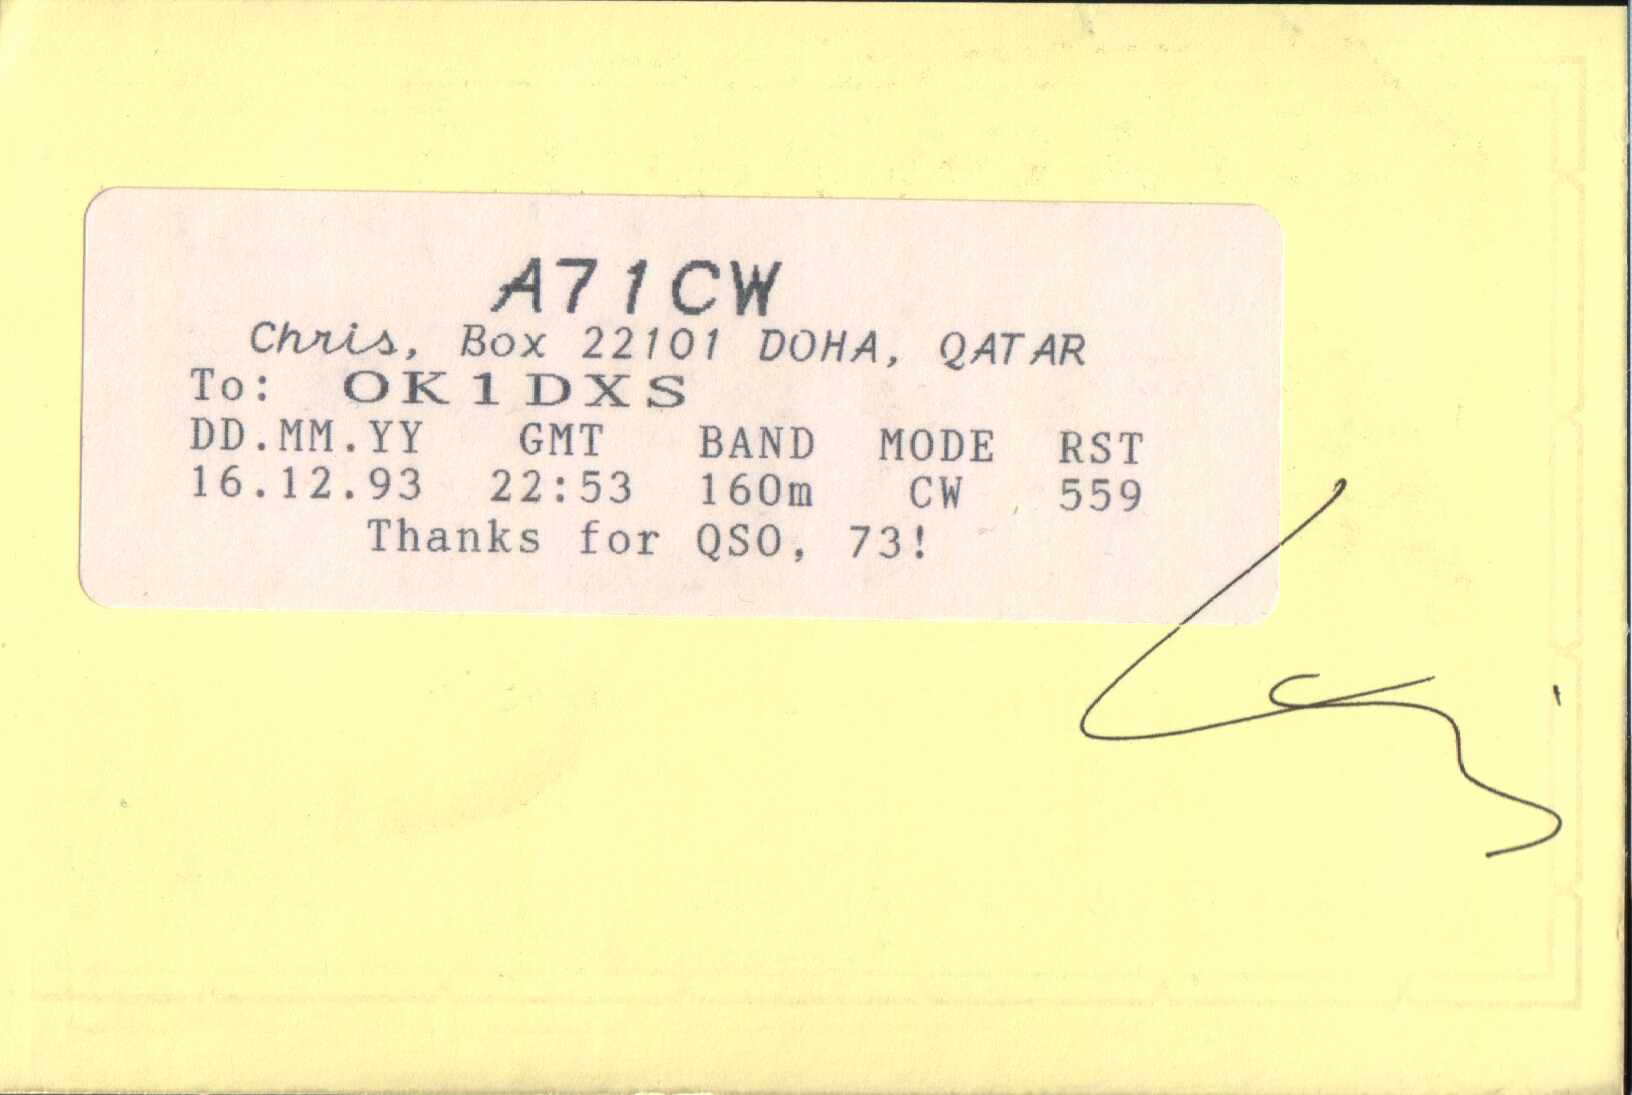 A71CW
Chris, Box 22101 DOHA, QATAR
To: OK1DXS
DD.MM.YY GMT BAND MODE RST
16.12.93 22:53 160m CW 559
Thanks for QSO, 73!